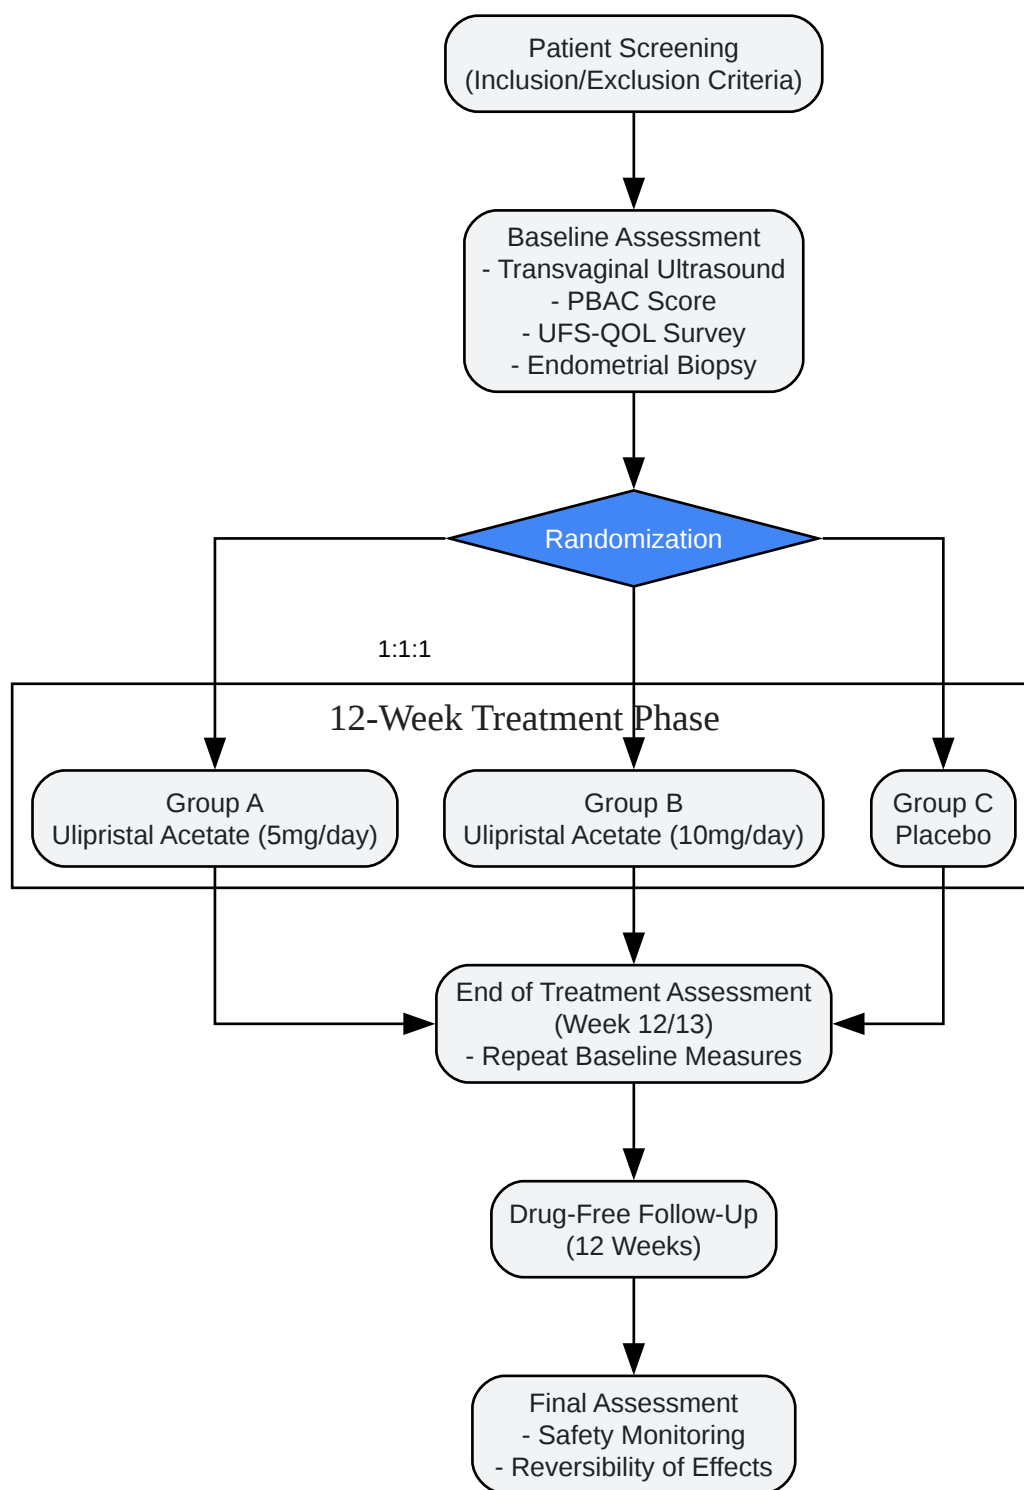 Patient Screening
(Inclusion/Exclusion Criteria)
Baseline Assessment
- Transvaginal Ultrasound
- PBAC Score
- UFS-QOL Survey
- Endometrial Biopsy
Randomization
1:1:1
12-Week Treatment Phase
Group A
Ulipristal Acetate (5mg/day)
Group B
Ulipristal Acetate (10mg/day)
Group C
Placebo
End of Treatment Assessment
(Week 12/13)
- Repeat Baseline Measures
Drug-Free Follow-Up
(12 Weeks)
Final Assessment
- Safety Monitoring
- Reversibility of Effects